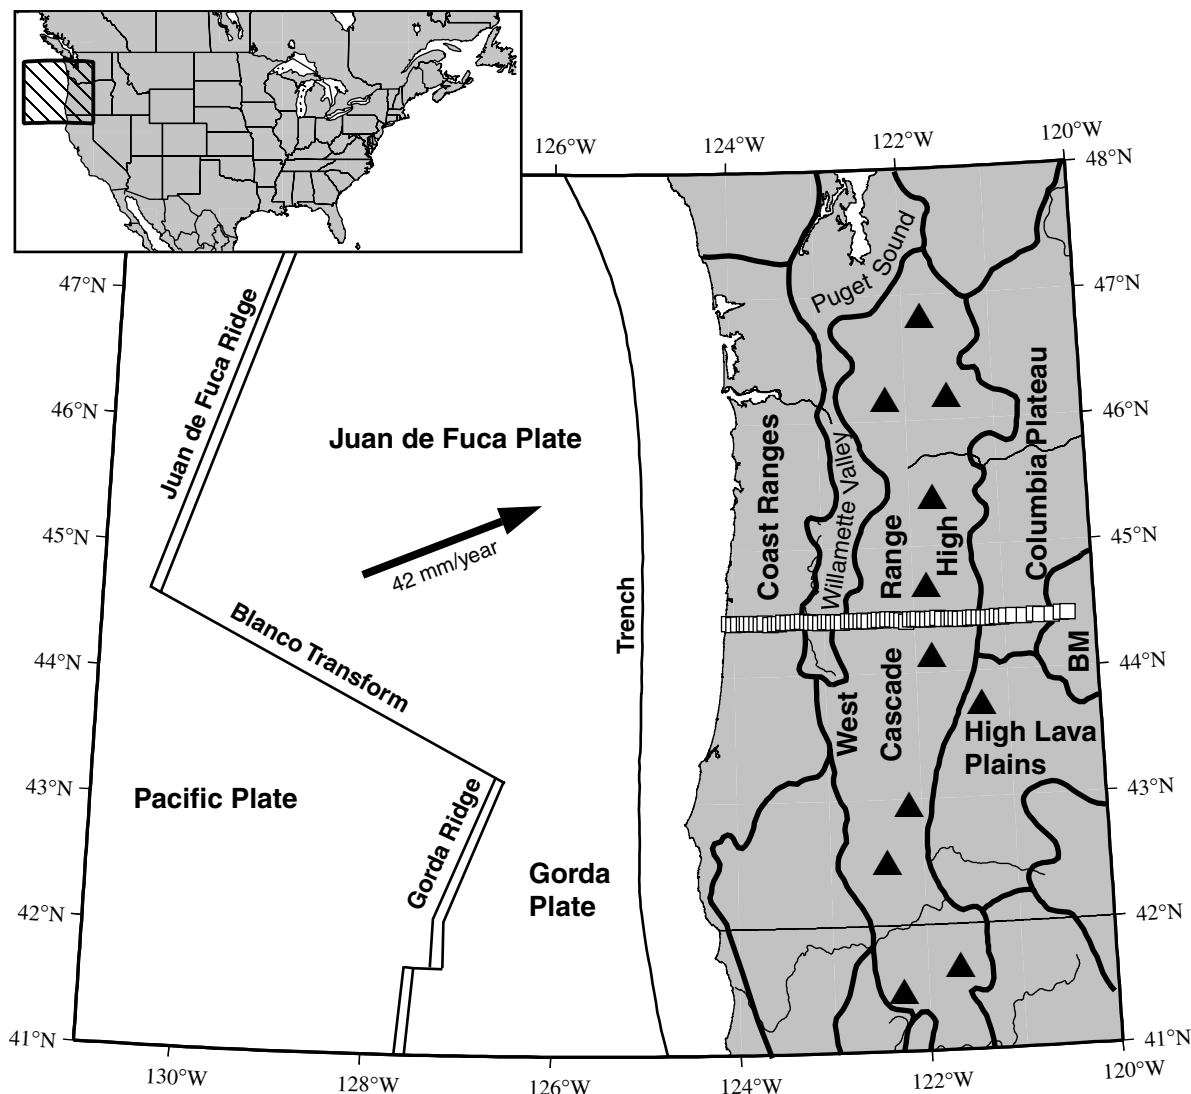 126°W
124°W
122°W
120°W
48°N
47°N
47°N
Puget Sound
Juan de Fuca Ridge
46°N
46°N
Juan de Fuca Plate
Coast Ranges
Willamette Valley
Columbia Plateau
45°N
45°N
42 mm/year
Range
High
Trench
Blanco Transform
44°N
44°N
BM
West
Cascade
High Lava
Plains
43°N
43°N
Pacific Plate
Gorda Ridge
Gorda
Plate
42°N
42°N
41°N
41°N
130°W
128°W
126°W
124°W
122°W
120°W